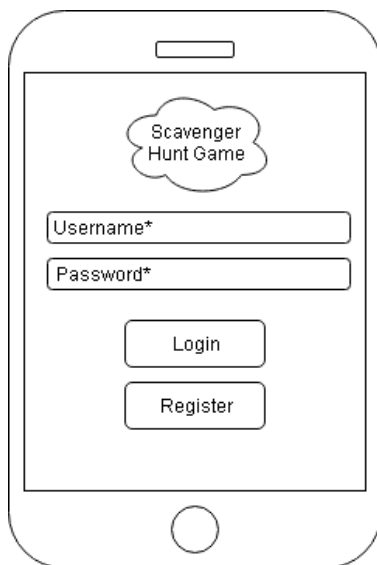 Scavenger
Hunt Game
Username*
Password*
Login
Register